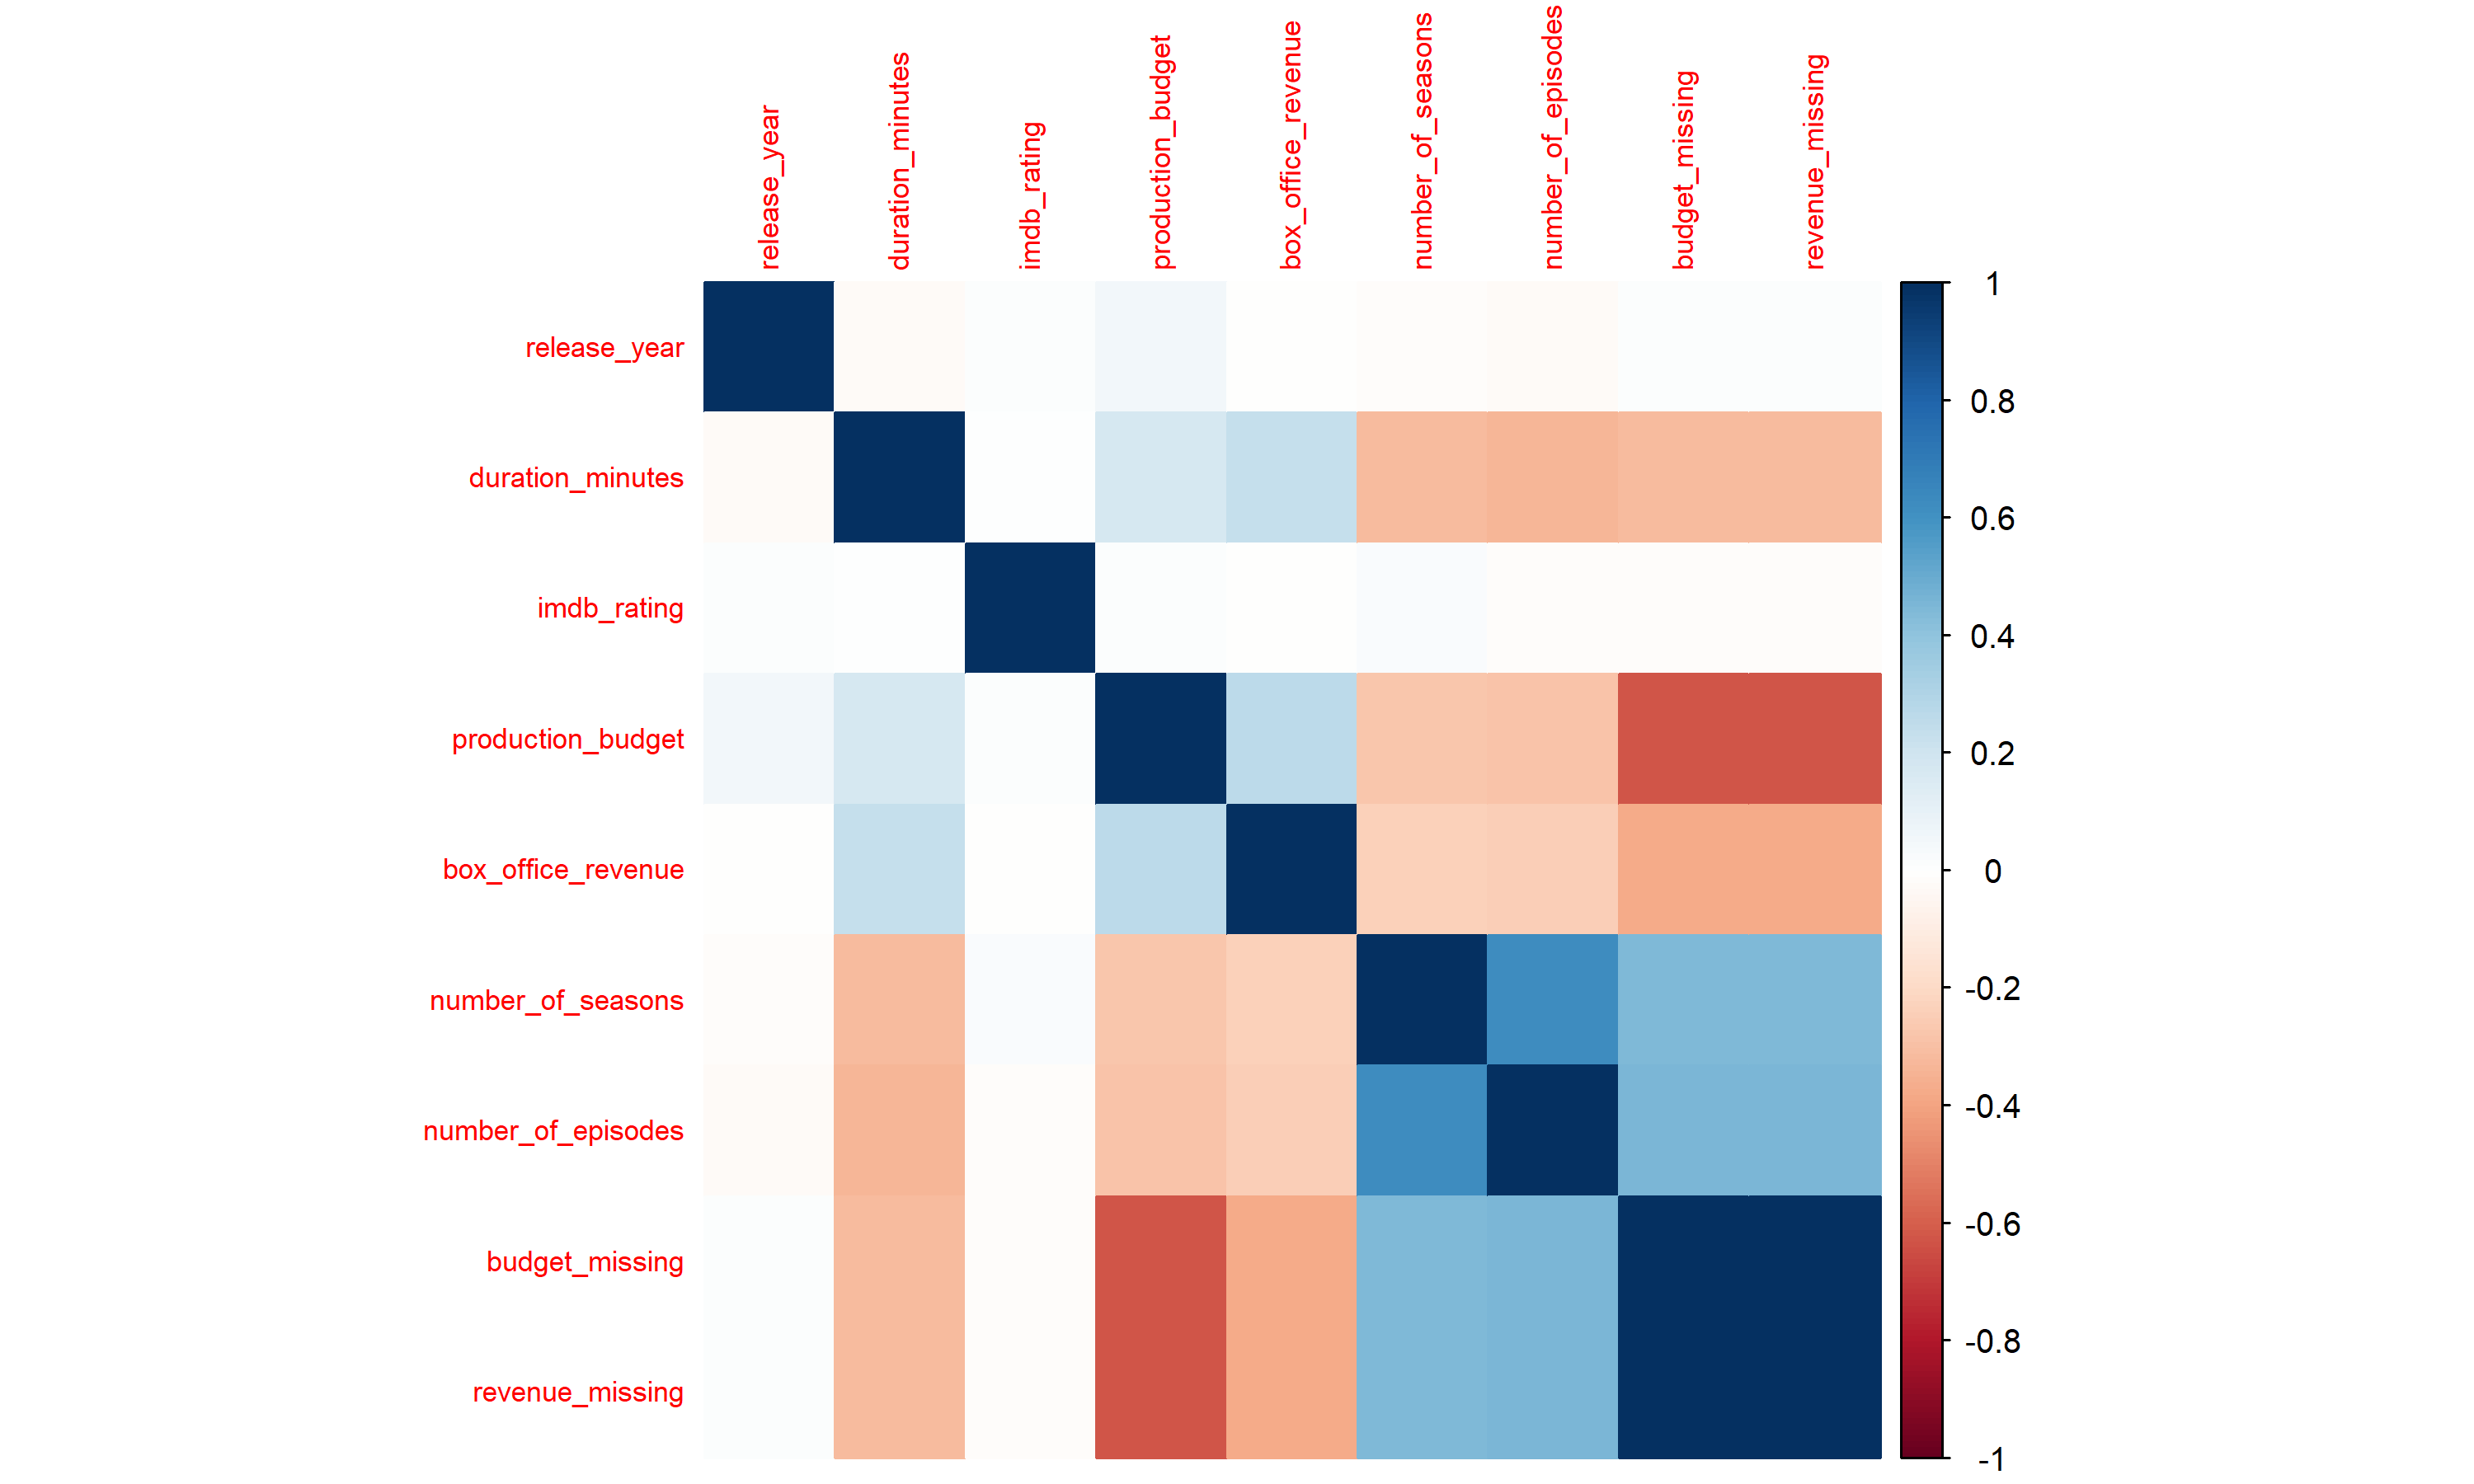 release_year
duration_minutes
imdb_rating
production_budget
box_office_revenue
number_of_seasons
number_of_episodes
budget_missing
revenue_missing
release_year
duration_minutes
imdb_rating
production_budget
box_office_revenue
number_of_seasons
number_of_episodes
budget_missing
revenue_missing
1
0.8
0.6
0.4
0.2
0
-0.2
-0.4
-0.6
-0.8
-1